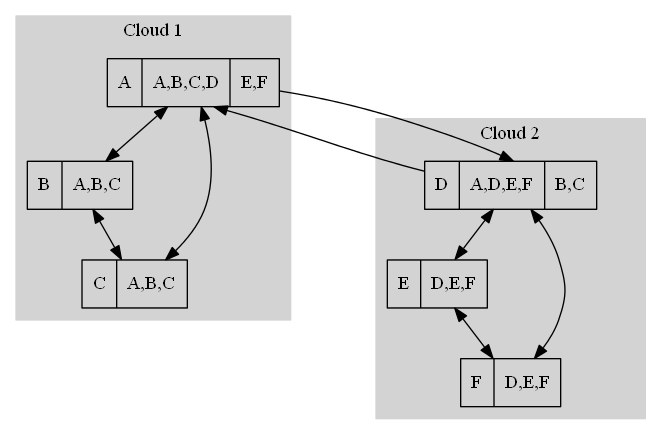 Cloud 1
A A,B,C,D E,F
B A,B,C
C A,B,C
Cloud 2
D A,D,E,F B,C
E D,E,F
F D,E,F